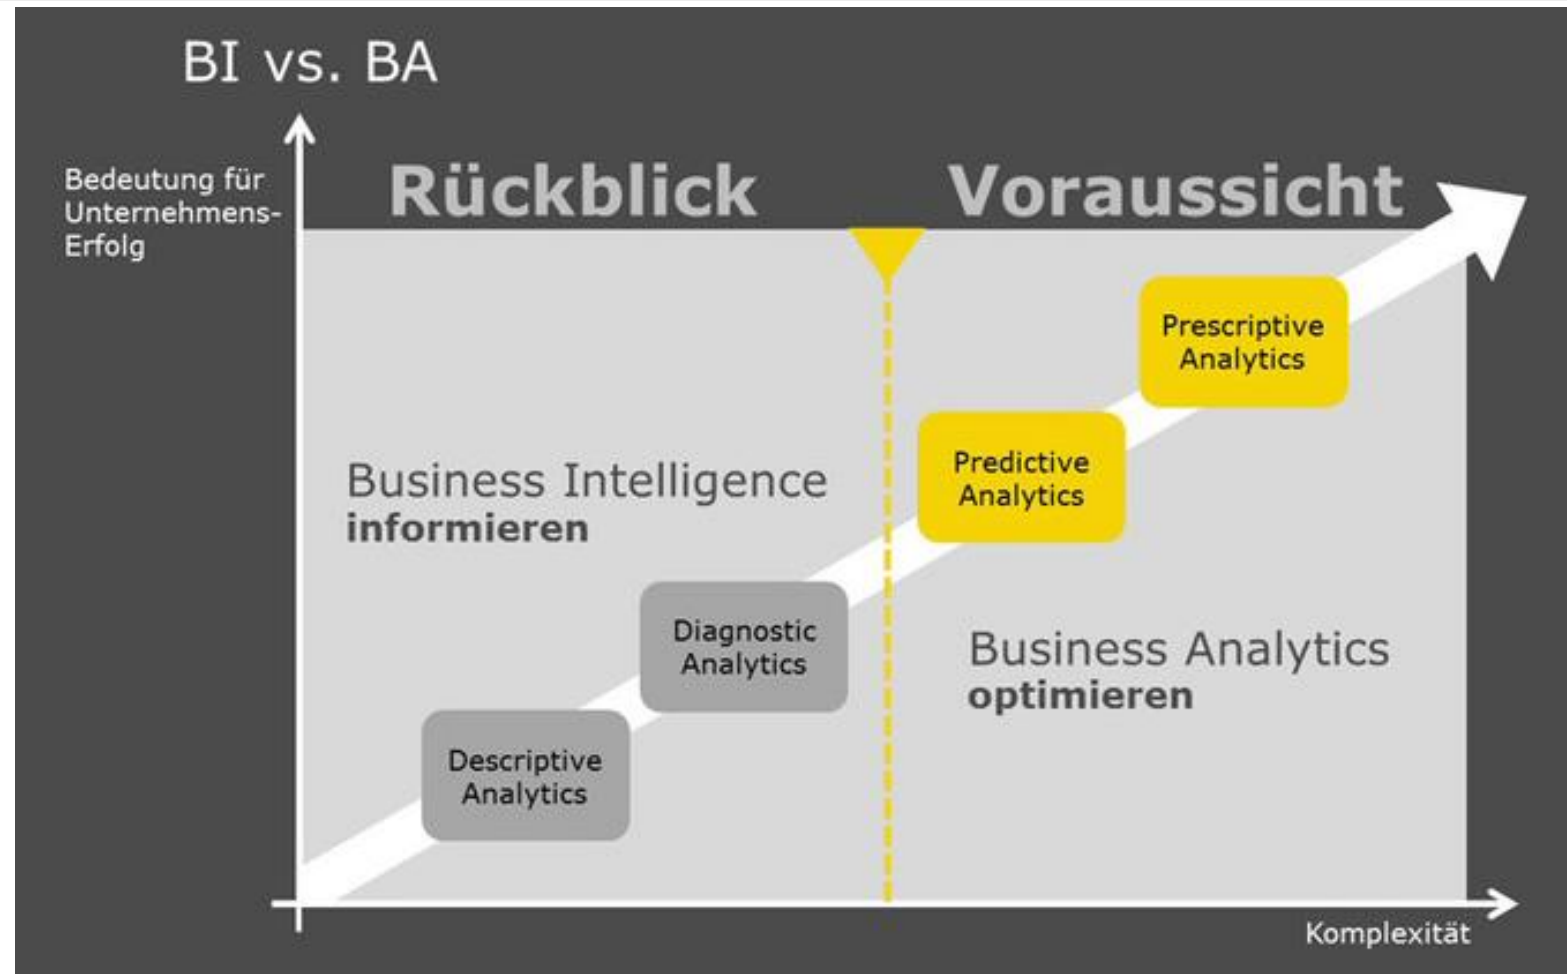 BI vs. BA
Bedeutung für
Unternehmens-
Erfolg
Rückblick
Voraussicht
Prescriptive
Analytics
Predictive
Analytics
Business Intelligence
informieren
Diagnostic
Analytics
Business Analytics
optimieren
Descriptive
Analytics
Komplexität